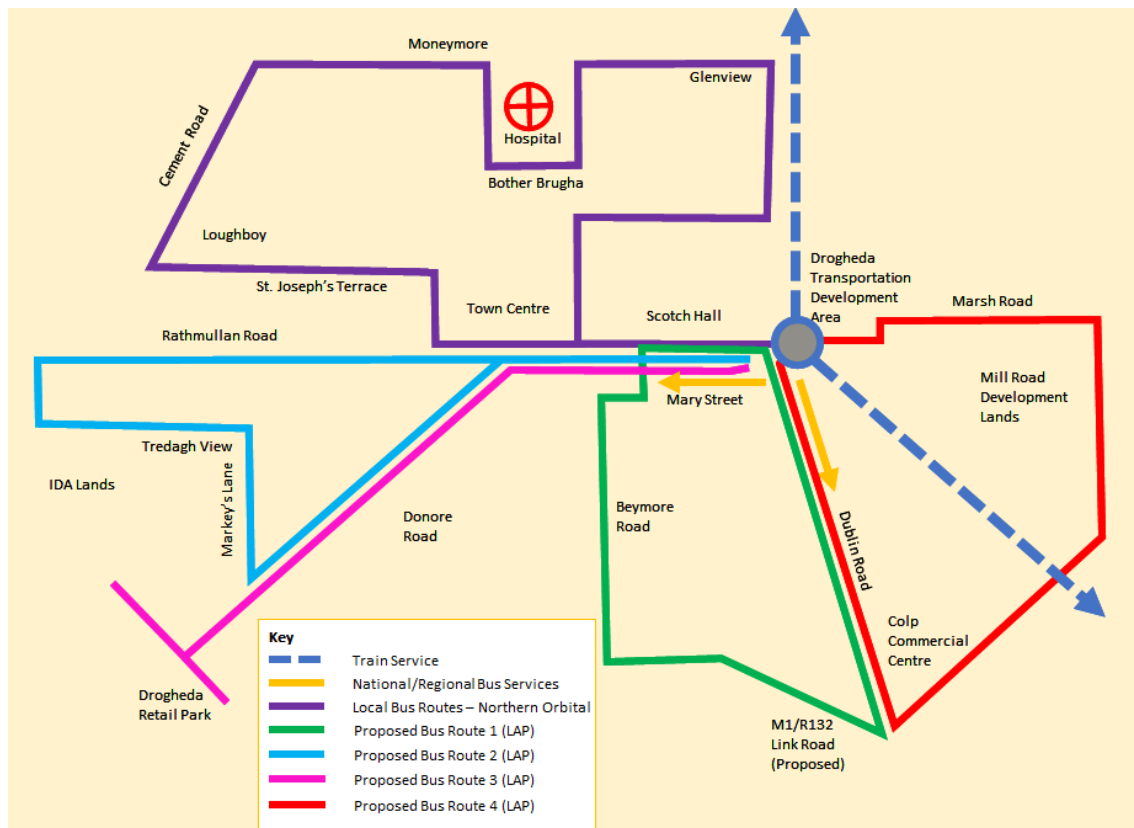 Moneymore
Glenview
Cement Road
Hospital
Bother Brugha
Loughboy
St. Joseph's Terrace
Town Centre
Scotch Hall
Drogheda
Transportation
Development
Area
Marsh Road
Rathmullan Road
Mary Street
Mill Road
Development
Lands
Tredagh View
IDA Lands
Markey's Lane
Donore
Road
Beymore
Road
Dublin Road
Colp
Commercial
Centre
Drogheda
Retail Park
M1/R132
Link Road
(Proposed)
Key
Train Service
National/Regional Bus Services
Local Bus Routes – Northern Orbital
Proposed Bus Route 1 (LAP)
Proposed Bus Route 2 (LAP)
Proposed Bus Route 3 (LAP)
Proposed Bus Route 4 (LAP)